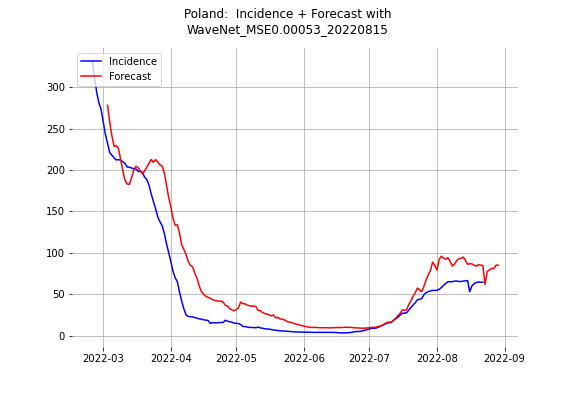 Poland:  Incidence + Forecast with
WaveNet_MSE0.00053_20220815
Incidence
Forecast
300
250
200
150
100
50
0
2022-03 2022-04 2022-05 2022-06 2022-07 2022-08 2022-09